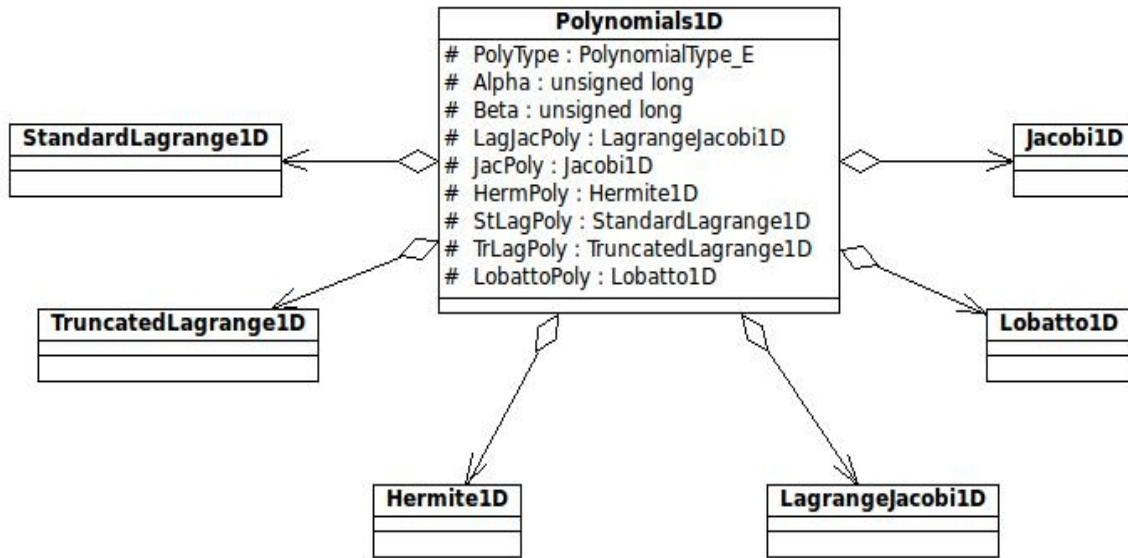 Polynomials1D
# PolyType : PolynomialType_E
# Alpha : unsigned long
# Beta : unsigned long
# LagJacPoly : LagrangeJacobi1D
# JacPoly : Jacobi1D
# HermPoly : Hermite1D
# StLagPoly : StandardLagrange1D
# TrLagPoly : TruncatedLagrange1D
# LobattoPoly : Lobatto1D
StandardLagrange1D
Jacobi1D
TruncatedLagrange1D
Lobatto1D
Hermite1D
LagrangeJacobi1D